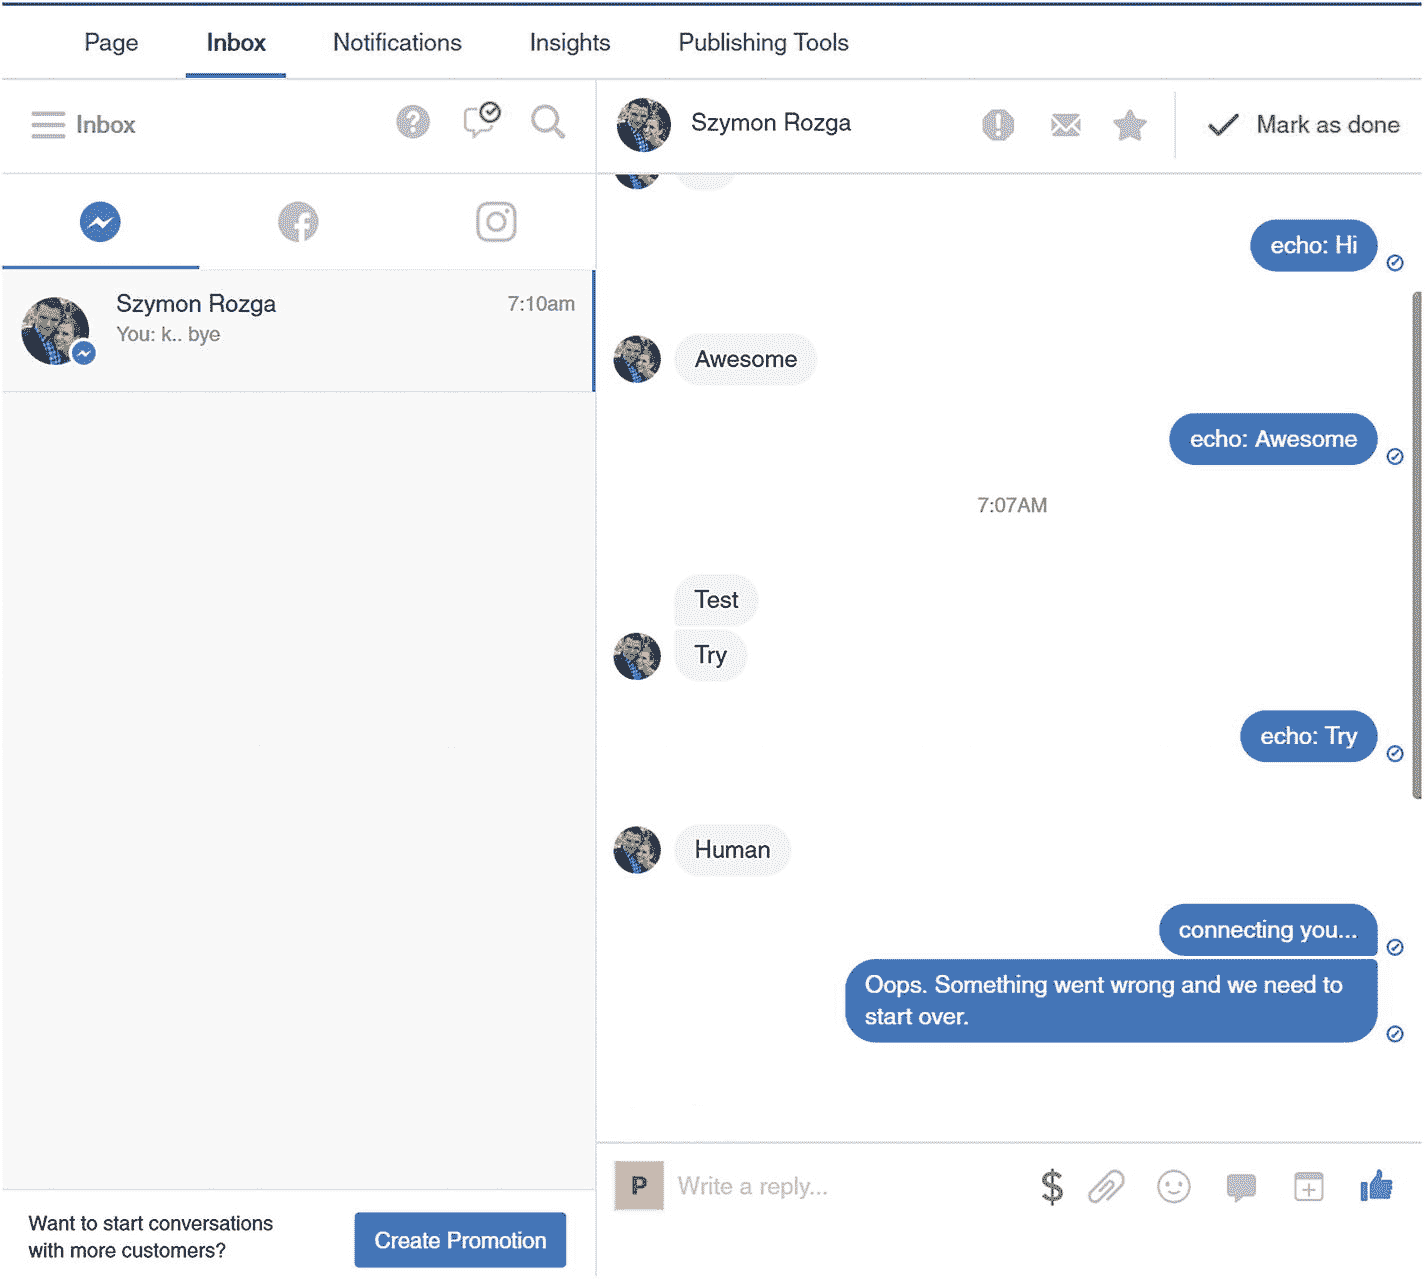 Page Inbox Notifications Insights Publishing Tools
Inbox
Szymon Rozga
Mark as done
Szymon Rozga 7:10am
You: k.. bye
echo: Hi
Awesome
echo: Awesome
7:07AM
Test
Try
echo: Try
Human
connecting you...
Oops. Something went wrong and we need to
start over.
P Write a reply...
Want to start conversations
with more customers?
Create Promotion